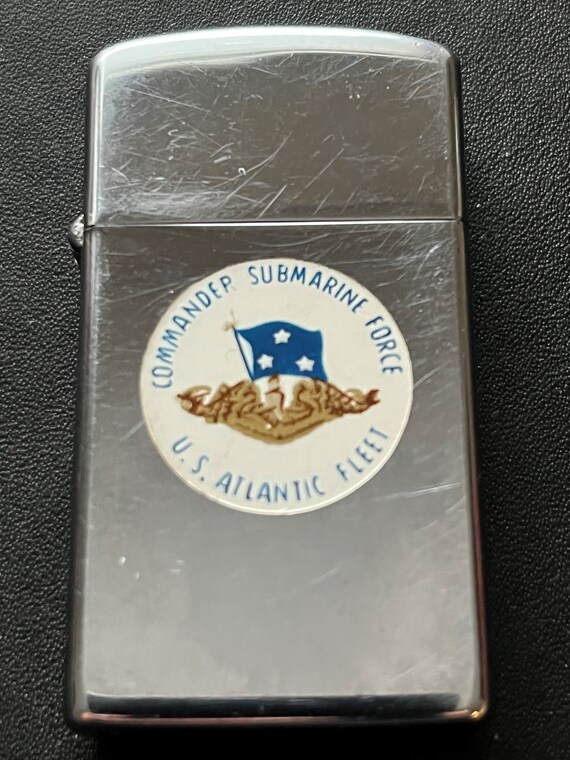 COMMANDER SUBMARINE FORCE
U.S. ATLANTIC FLEET